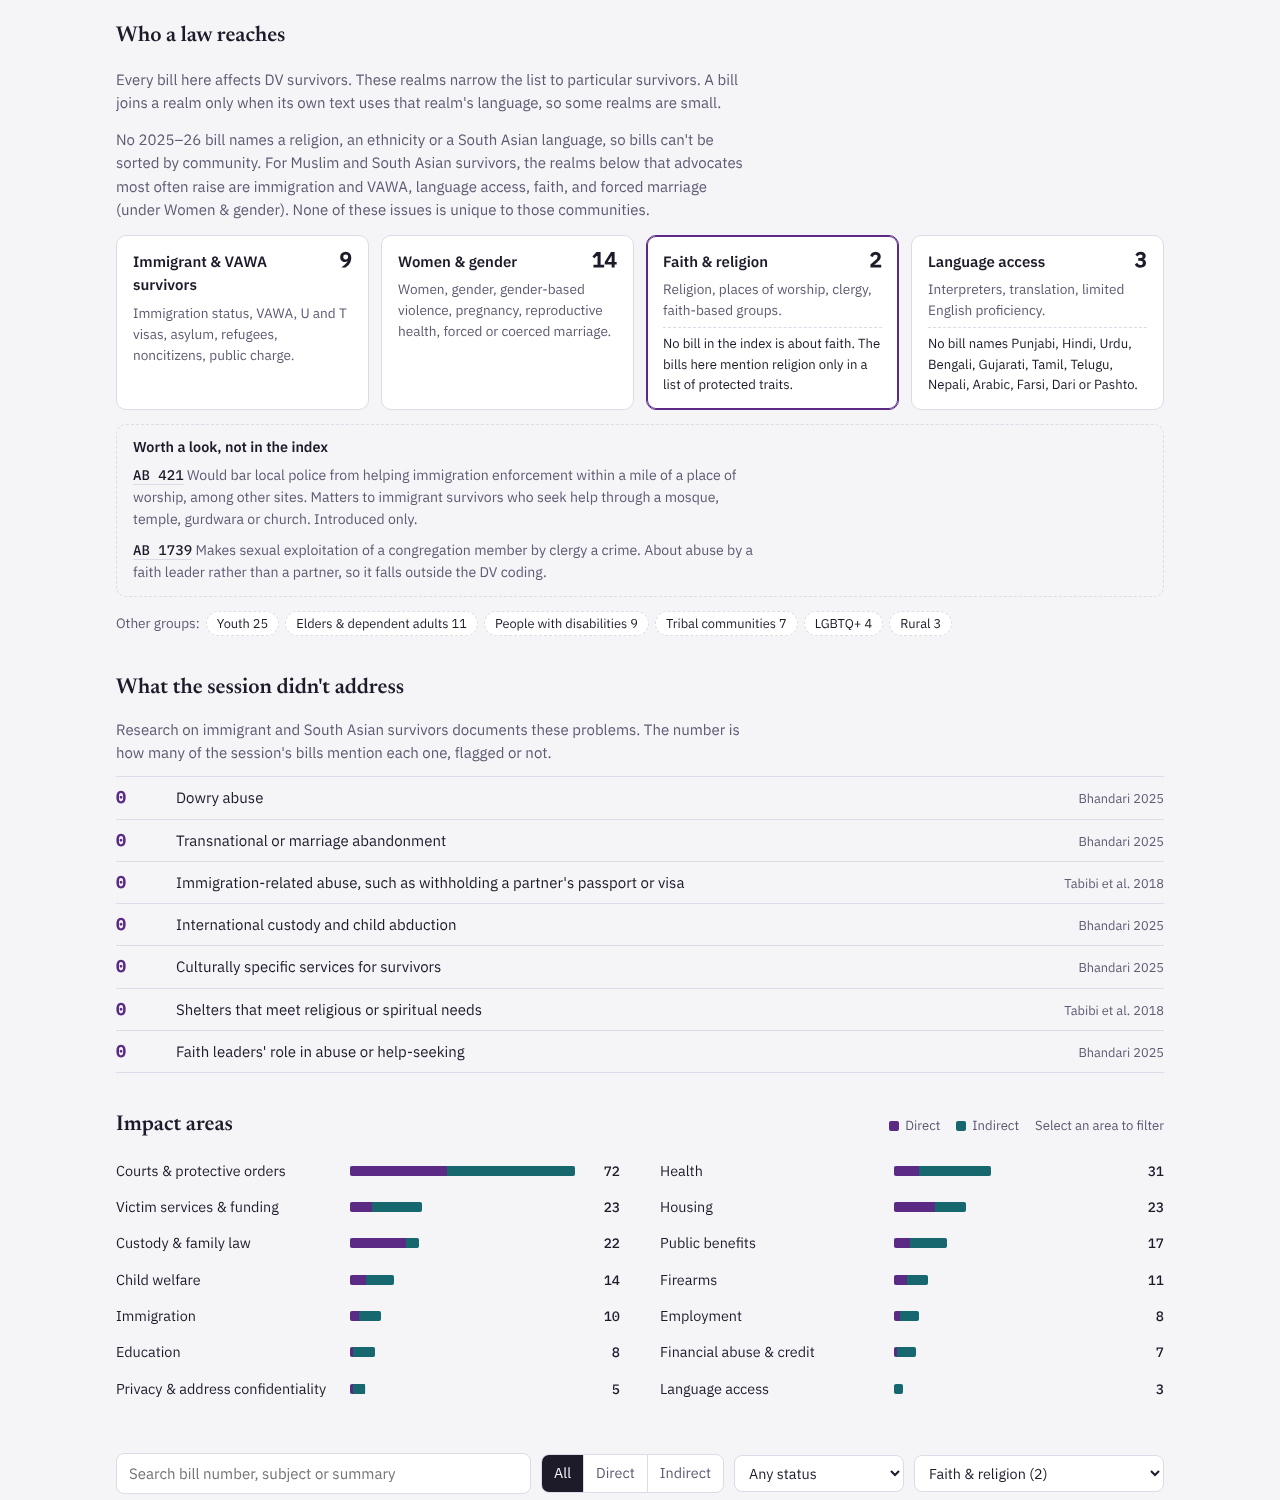 Who a law reaches
Every bill here affects DV survivors. These realms narrow the list to particular survivors. A bill
joins a realm only when its own text uses that realm's language, so some realms are small.
No 2025–26 bill names a religion, an ethnicity or a South Asian language, so bills can't be
sorted by community. For Muslim and South Asian survivors, the realms below that advocates
most often raise are immigration and VAWA, language access, faith, and forced marriage
(under Women & gender). None of these issues is unique to those communities.
Immigrant & VAWA
survivors
9
Immigration status, VAWA, U and T
visas, asylum, refugees,
noncitizens, public charge.
Women & gender
14
Women, gender, gender-based
violence, pregnancy, reproductive
health, forced or coerced marriage.
Faith & religion
2
Religion, places of worship, clergy,
faith-based groups.
No bill in the index is about faith. The
bills here mention religion only in a
list of protected traits.
Language access
3
Interpreters, translation, limited
English proficiency.
No bill names Punjabi, Hindi, Urdu,
Bengali, Gujarati, Tamil, Telugu,
Nepali, Arabic, Farsi, Dari or Pashto.
Worth a look, not in the index
AB 421 Would bar local police from helping immigration enforcement within a mile of a place of
worship, among other sites. Matters to immigrant survivors who seek help through a mosque,
temple, gurdwara or church. Introduced only.
AB 1739 Makes sexual exploitation of a congregation member by clergy a crime. About abuse by a
faith leader rather than a partner, so it falls outside the DV coding.
Other groups: Youth 25 Elders & dependent adults 11 People with disabilities 9 Tribal communities 7 LGBTQ+ 4 Rural 3
What the session didn't address
Research on immigrant and South Asian survivors documents these problems. The number is
how many of the session's bills mention each one, flagged or not.
0 Dowry abuse Bhandari 2025
0 Transnational or marriage abandonment Bhandari 2025
0 Immigration-related abuse, such as withholding a partner's passport or visa Tabibi et al. 2018
0 International custody and child abduction Bhandari 2025
0 Culturally specific services for survivors Bhandari 2025
0 Shelters that meet religious or spiritual needs Tabibi et al. 2018
0 Faith leaders' role in abuse or help-seeking Bhandari 2025
Impact areas
Direct Indirect Select an area to filter
Courts & protective orders 72
Health 31
Victim services & funding 23
Housing 23
Custody & family law 22
Public benefits 17
Child welfare 14
Firearms 11
Immigration 10
Employment 8
Education 8
Financial abuse & credit 7
Privacy & address confidentiality 5
Language access 3
Search bill number, subject or summary
All Direct Indirect
Any status
Faith & religion (2)